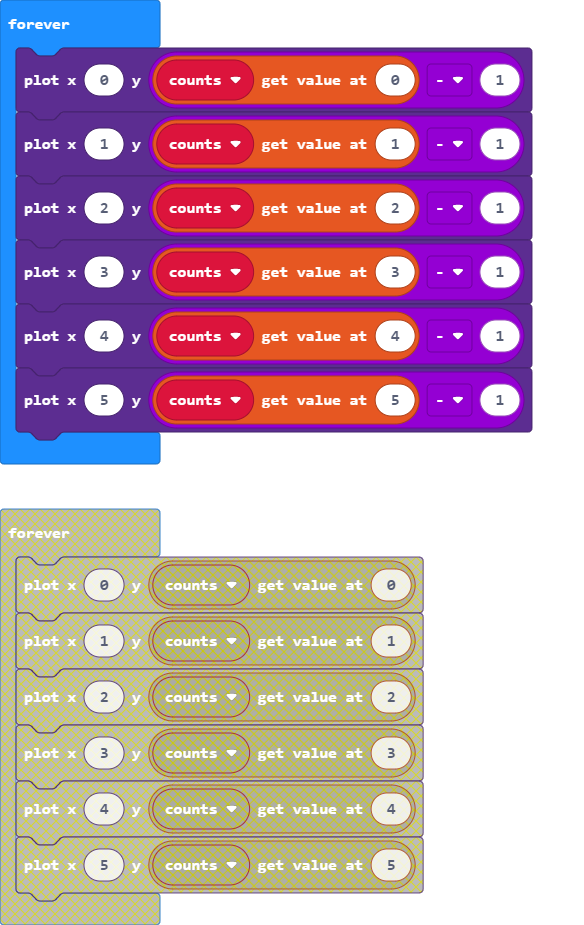 forever
plot x 0 y counts get value at 0 - 1
plot x 1 y counts get value at 1 - 1
plot x 2 y counts get value at 2 - 1
plot x 3 y counts get value at 3 - 1
plot x 4 y counts get value at 4 - 1
plot x 5 y counts get value at 5 - 1
forever
plot x 0 y counts get value at 0
plot x 1 y counts get value at 1
plot x 2 y counts get value at 2
plot x 3 y counts get value at 3
plot x 4 y counts get value at 4
plot x 5 y counts get value at 5